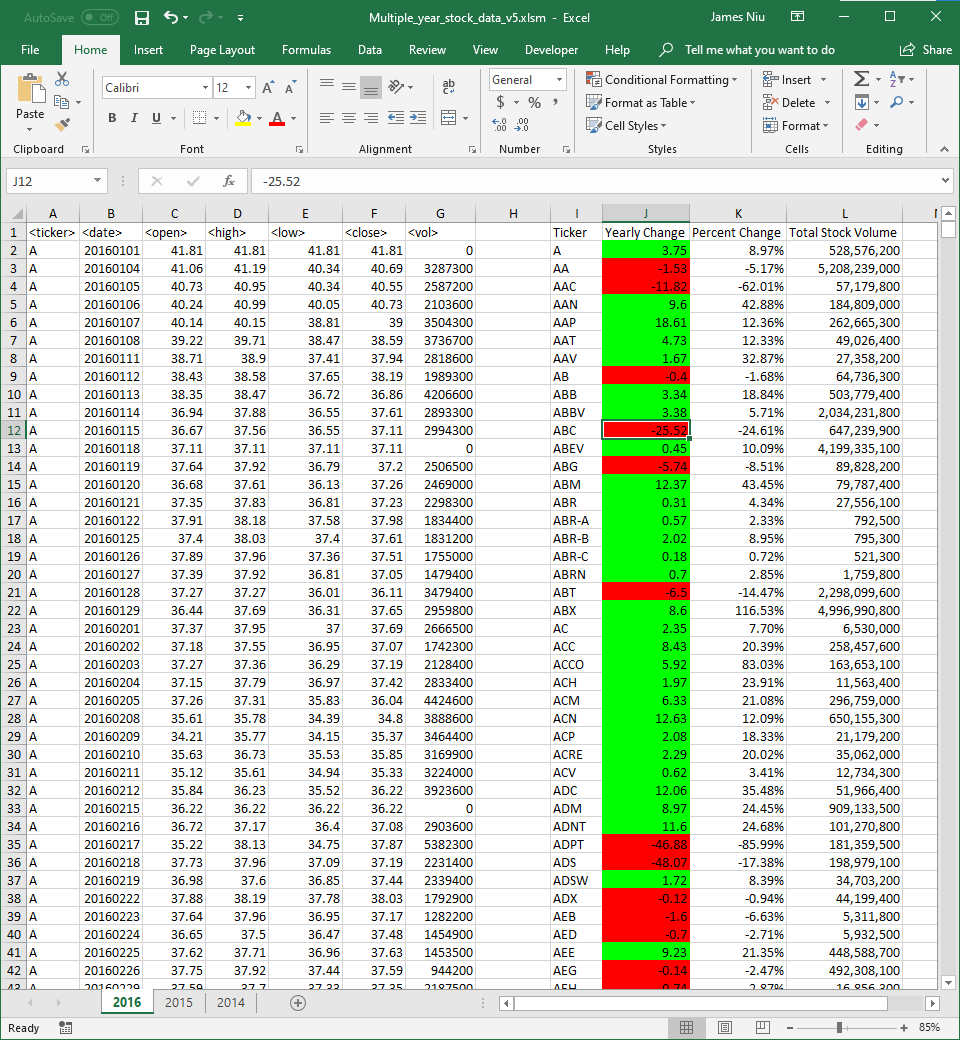 AutoSave Off Multiple_year_stock_data_v5.xlsm - Excel James Niu
File Home Insert Page Layout Formulas Data Review View Developer Help Tell me what you want to do Share
Calibri 12 A A ab General Conditional Formatting Insert
Paste B I U A $ % , Format as Table Delete
Cell Styles Format
Clipboard Font Alignment Number Styles Cells Editing
J12 fx -25.52
A B C D E F G H I J K L
1 <ticker> <date> <open> <high> <low> <close> <vol> Ticker Yearly Change Percent Change Total Stock Volume
2 A 20160101 41.81 41.81 41.81 41.81 0 A 3.75 8.97% 528,576,200
3 A 20160104 41.06 41.19 40.34 40.69 3287300 AA -1.53 -5.17% 5,208,239,000
4 A 20160105 40.73 40.95 40.34 40.55 2587200 AAC -11.82 -62.01% 57,179,800
5 A 20160106 40.24 40.99 40.05 40.73 2103600 AAN 9.6 42.88% 184,809,000
6 A 20160107 40.14 40.15 38.81 39 3504300 AAP 18.61 12.36% 262,665,300
7 A 20160108 39.22 39.71 38.47 38.59 3736700 AAT 4.73 12.33% 49,026,400
8 A 20160111 38.71 38.9 37.41 37.94 2818600 AAV 1.67 32.87% 27,358,200
9 A 20160112 38.43 38.58 37.65 38.19 1989300 AB -0.4 -1.68% 64,736,300
10 A 20160113 38.35 38.47 36.72 36.86 4206600 ABB 3.34 18.84% 503,779,400
11 A 20160114 36.94 37.88 36.55 37.61 2893300 ABBV 3.38 5.71% 2,034,231,800
12 A 20160115 36.67 37.56 36.55 37.11 2994300 ABC -25.52 -24.61% 647,239,900
13 A 20160118 37.11 37.11 37.11 37.11 0 ABEV 0.45 10.09% 4,199,335,100
14 A 20160119 37.64 37.92 36.79 37.2 2506500 ABG -5.74 -8.51% 89,828,200
15 A 20160120 36.68 37.61 36.13 37.26 2469000 ABM 12.37 43.45% 79,787,400
16 A 20160121 37.35 37.83 36.81 37.23 2298300 ABR 0.31 4.34% 27,556,100
17 A 20160122 37.91 38.18 37.58 37.98 1834400 ABR-A 0.57 2.33% 792,500
18 A 20160125 37.4 38.03 37.4 37.61 1831200 ABR-B 2.02 8.95% 795,300
19 A 20160126 37.89 37.96 37.36 37.51 1755000 ABR-C 0.18 0.72% 521,300
20 A 20160127 37.39 37.92 36.81 37.05 1479400 ABRN 0.7 2.85% 1,759,800
21 A 20160128 37.27 37.27 36.01 36.11 3479400 ABT -6.5 -14.47% 2,298,099,600
22 A 20160129 36.44 37.69 36.31 37.65 2959800 ABX 8.6 116.53% 4,996,990,800
23 A 20160201 37.37 37.95 37 37.69 2666500 AC 2.35 7.70% 6,530,000
24 A 20160202 37.18 37.55 36.95 37.07 1742300 ACC 8.43 20.39% 258,457,600
25 A 20160203 37.27 37.36 36.29 37.19 2128400 ACCO 5.92 83.03% 163,653,100
26 A 20160204 37.15 37.79 36.97 37.42 2833400 ACH 1.97 23.91% 11,563,400
27 A 20160205 37.26 37.31 35.83 36.04 4424600 ACM 6.33 21.08% 296,759,000
28 A 20160208 35.61 35.78 34.39 34.8 3888600 ACN 12.63 12.09% 650,155,300
29 A 20160209 34.21 35.77 34.15 35.37 3464400 ACP 2.08 18.33% 21,179,200
30 A 20160210 35.63 36.73 35.53 35.85 3169900 ACRE 2.29 20.02% 35,062,000
31 A 20160211 35.12 35.61 34.94 35.33 3224000 ACV 0.62 3.41% 12,734,300
32 A 20160212 35.84 36.23 35.52 36.22 3923600 ADC 12.06 35.48% 51,966,400
33 A 20160215 36.22 36.22 36.22 36.22 0 ADM 8.97 24.45% 909,133,500
34 A 20160216 36.72 37.17 36.4 37.08 2903600 ADNT 11.6 24.68% 101,270,800
35 A 20160217 35.22 38.13 34.75 37.87 5382300 ADPT -46.88 -85.99% 181,359,500
36 A 20160218 37.73 37.96 37.09 37.19 2231400 ADS -48.07 -17.38% 198,979,100
37 A 20160219 36.98 37.6 36.85 37.44 2339400 ADSW 1.72 8.39% 34,703,200
38 A 20160222 37.88 38.19 37.78 38.03 1792900 ADX -0.12 -0.94% 44,199,400
39 A 20160223 37.64 37.96 36.95 37.17 1282200 AEB -1.6 -6.63% 5,311,800
40 A 20160224 36.65 37.5 36.47 37.48 1454900 AED -0.7 -2.71% 5,932,500
41 A 20160225 37.62 37.71 36.96 37.63 1453500 AEE 9.23 21.35% 448,588,700
42 A 20160226 37.75 37.92 37.44 37.59 944200 AEG -0.14 -2.47% 492,308,100
2016 2015 2014
Ready 85%